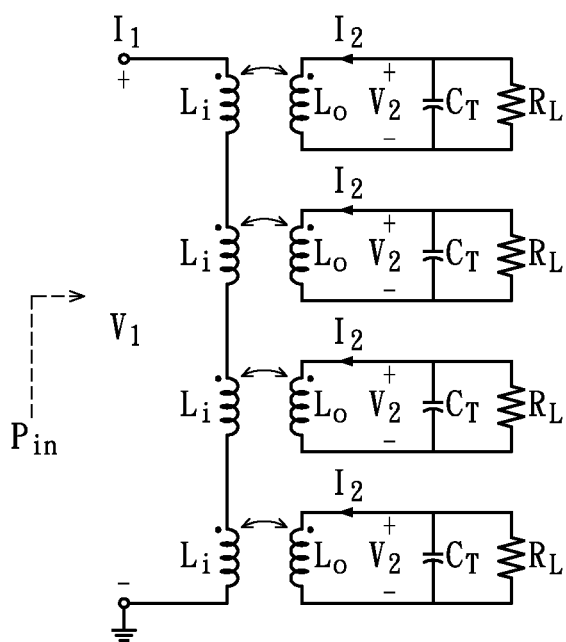 I1 I2
+ Li Lo + V2 - CT RL
I2
Li Lo + V2 - CT RL
V1
Pin
I2
Li Lo + V2 - CT RL
I2
- Li Lo + V2 - CT RL